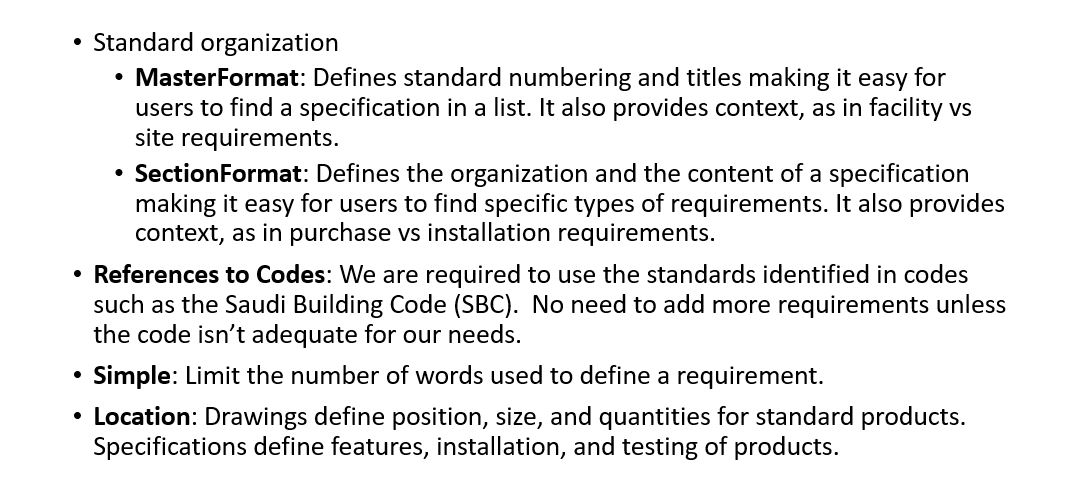 • Standard organization
• MasterFormat: Defines standard numbering and titles making it easy for
users to find a specification in a list. It also provides context, as in facility vs
site requirements.
• SectionFormat: Defines the organization and the content of a specification
making it easy for users to find specific types of requirements. It also provides
context, as in purchase vs installation requirements.
• References to Codes: We are required to use the standards identified in codes
such as the Saudi Building Code (SBC).  No need to add more requirements unless
the code isn’t adequate for our needs.
• Simple: Limit the number of words used to define a requirement.
• Location: Drawings define position, size, and quantities for standard products.
Specifications define features, installation, and testing of products.